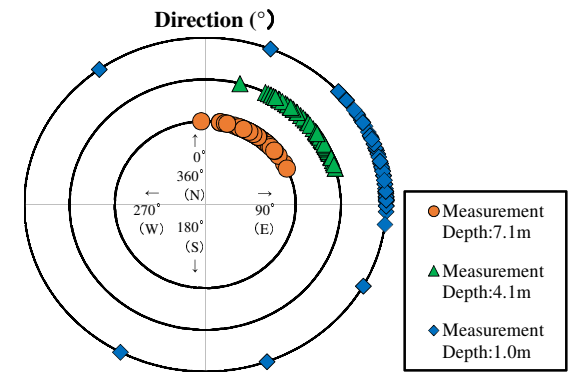 Direction (°)
↑
0°
360°
(N)
← →
270° 90°
(W) 180° (E)
(S)
↓
Measurement
Depth:7.1m
Measurement
Depth:4.1m
Measurement
Depth:1.0m